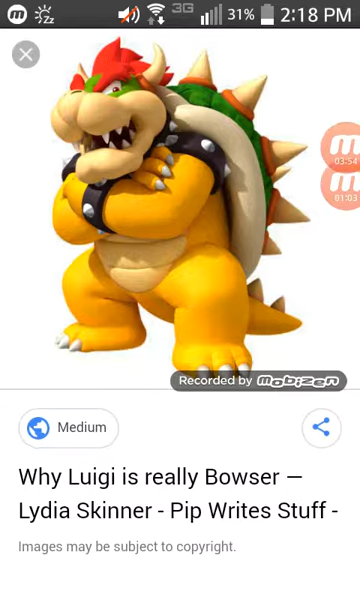 3G 31% 2:18 PM
03:54
01:03
Recorded by mobizen
Medium
Why Luigi is really Bowser —
Lydia Skinner - Pip Writes Stuff -
Images may be subject to copyright.